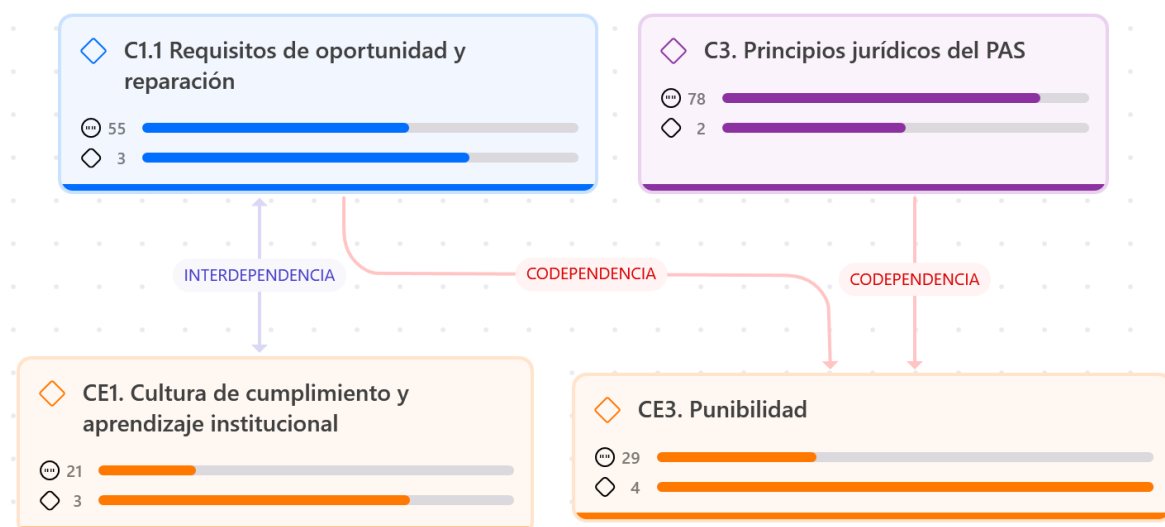 C1.1 Requisitos de oportunidad y
reparación
55
3
C3. Principios jurídicos del PAS
78
2
INTERDEPENDENCIA
CODEPENDENCIA
CODEPENDENCIA
CE1. Cultura de cumplimiento y
aprendizaje institucional
21
3
CE3. Punibilidad
29
4